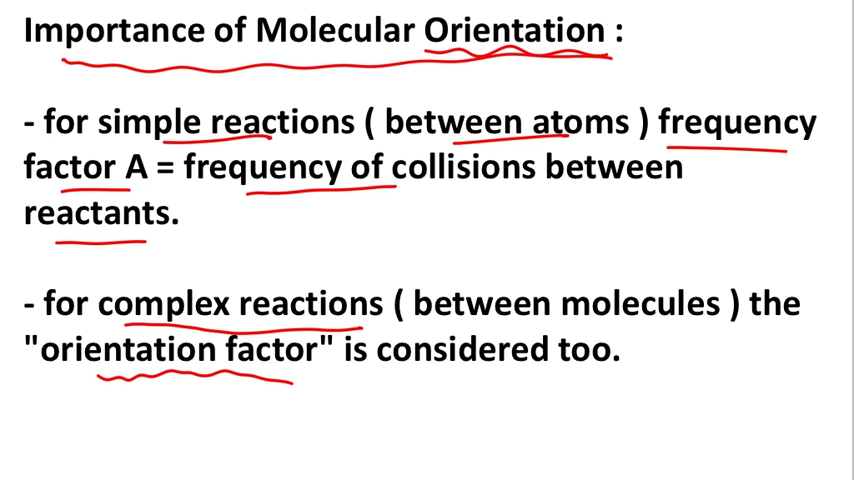 Importance of Molecular Orientation :
- for simple reactions ( between atoms ) frequency
factor A = frequency of collisions between
reactants.
- for complex reactions ( between molecules ) the
"orientation factor" is considered too.